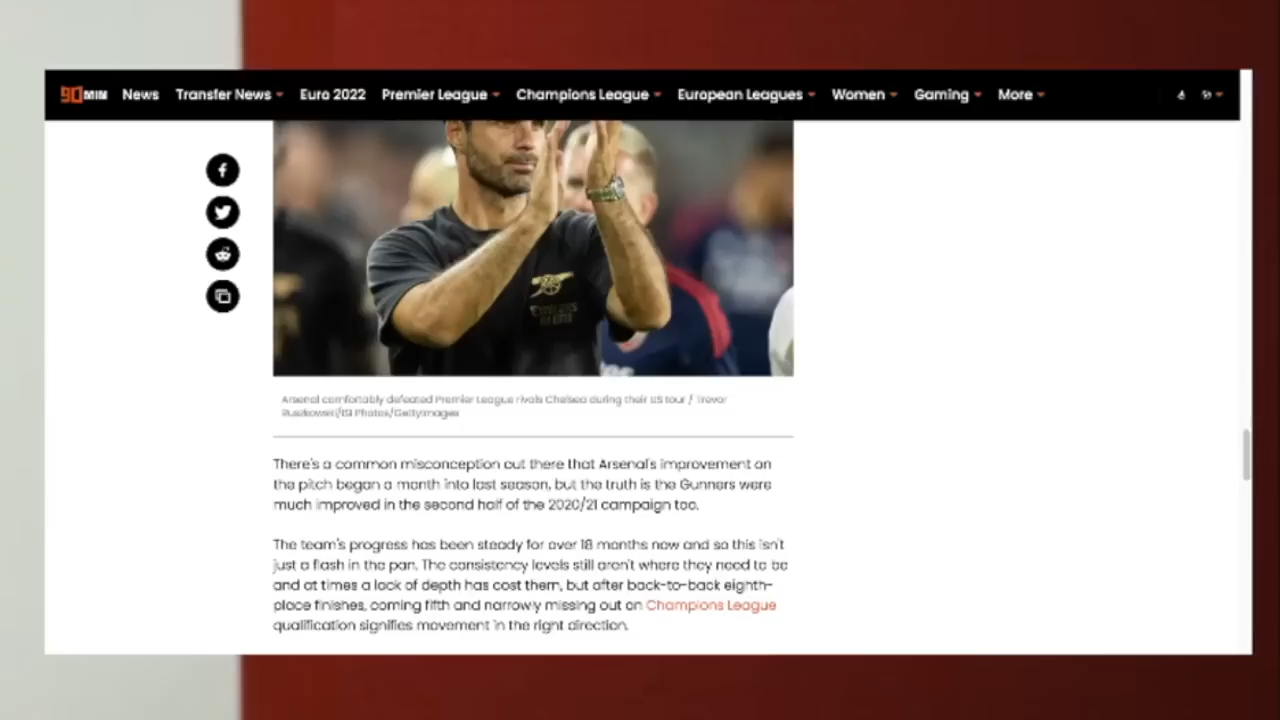 90MIN News Transfer News Euro 2022 Premier League Champions League European Leagues Women Gaming More
Emirates
Arsenal comfortably defeated Premier League rivals Chelsea during their US tour / Trevor
Ruszkowski/ISI Photos/GettyImages
There's a common misconception out there that Arsenal's improvement on
the pitch began a month into last season, but the truth is the Gunners were
much improved in the second half of the 2020/21 campaign too.
The team's progress has been steady for over 18 months now and so this isn't
just a flash in the pan. The consistency levels still aren't where they need to be
and at times a lack of depth has cost them, but after back-to-back eighth-
place finishes, coming fifth and narrowly missing out on Champions League
qualification signifies movement in the right direction.